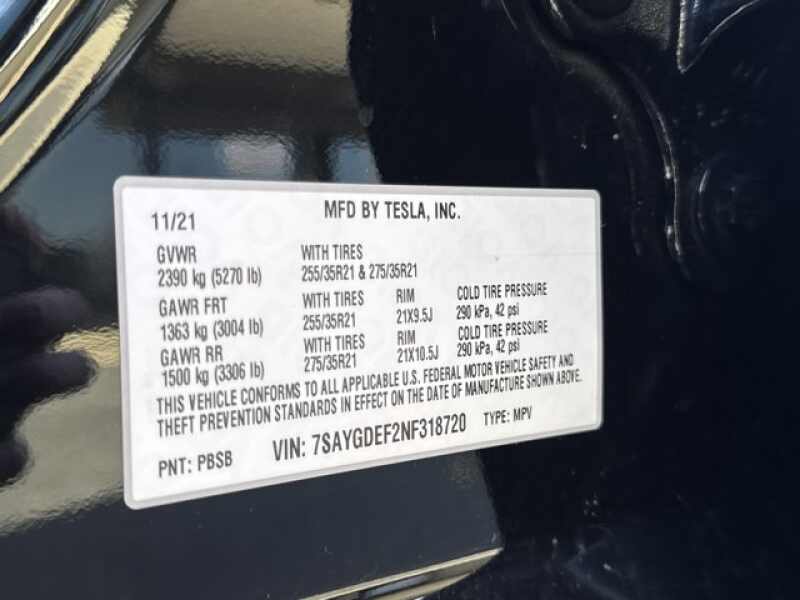 11/21 MFD BY TESLA, INC.
GVWR WITH TIRES
2390 kg (5270 lb) 255/35R21 & 275/35R21
GAWR FRT WITH TIRES RIM COLD TIRE PRESSURE
1363 kg (3004 lb) 255/35R21 21X9.5J 290 kPa, 42 psi
GAWR RR WITH TIRES RIM COLD TIRE PRESSURE
1500 kg (3306 lb) 275/35R21 21X10.5J 290 kPa, 42 psi
THIS VEHICLE CONFORMS TO ALL APPLICABLE U.S. FEDERAL MOTOR VEHICLE SAFETY AND
THEFT PREVENTION STANDARDS IN EFFECT ON THE DATE OF MANUFACTURE SHOWN ABOVE.
PNT: PBSB VIN: 7SAYGDEF2NF318720 TYPE: MPV